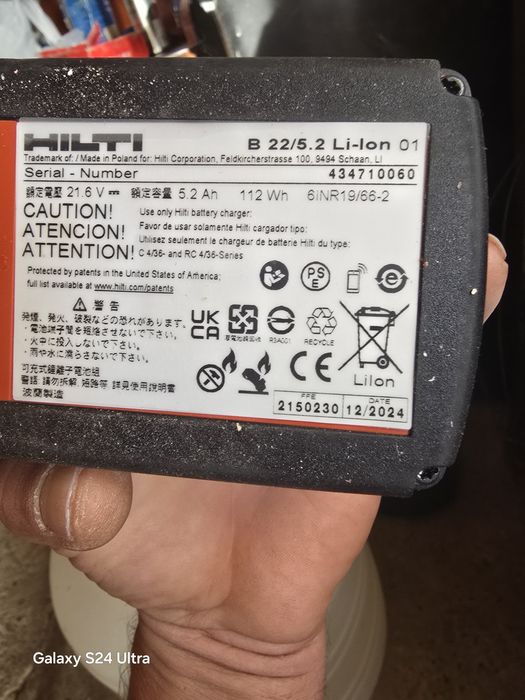 HILTI B 22/5.2 Li-Ion 01
Trademark of: / Made in Poland for: Hilti Corporation, Feldkircherstrasse 100, 9494 Schaan, LI
Serial - Number 434710060
額定電壓 21.6 V 額定容量 5.2 Ah 112 Wh 6INR19/66-2
CAUTION! Use only Hilti battery charger:
ATENCION! Favor de usar solamente Hilti cargador tipo:
ATTENTION! Utilisez seulement le chargeur de batterie Hilti du type:
C 4/36- and RC 4/36-Series
Protected by patents in the United States of America;
full list available at www.hilti.com/patents
PS
E
警告
発煙、発火、破裂などの恐れがあります。
・電池端子間を短絡させないで下さい。
・火中に投入しないで下さい。
・雨や水に濡らさないで下さい。
UK
CA
R3A001
RECYCLE
可充式鋰離子電池組
警語: 請勿拆解, 短路等, 詳見使用說明書
波蘭製造
CE
LiIon
FFE DATE
2150230 12/2024
Galaxy S24 Ultra